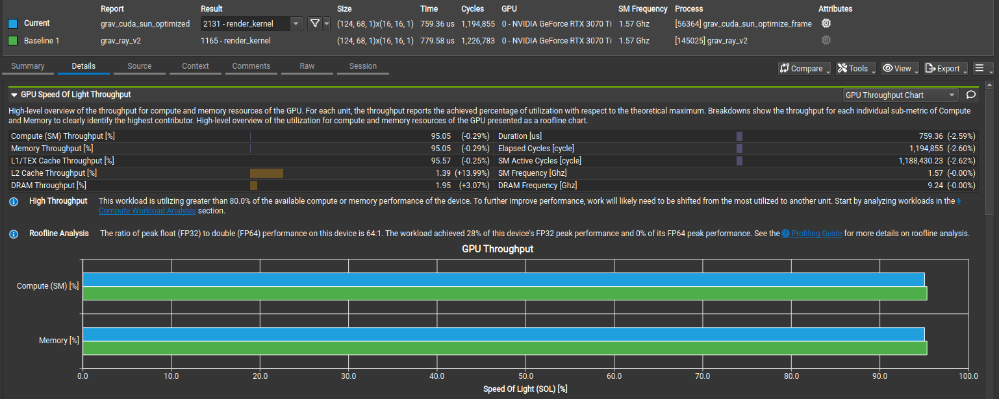 Report Result Size Time Cycles GPU SM Frequency Process Attributes
Current grav_cuda_sun_optimized 2131 - render_kernel (124, 68, 1)x(16, 16, 1) 759.36 us 1,194,855 0 - NVIDIA GeForce RTX 3070 Ti 1.57 Ghz [56364] grav_cuda_sun_optimize_frame
Baseline 1 grav_ray_v2 1165 - render_kernel (124, 68, 1)x(16, 16, 1) 779.58 us 1,226,783 0 - NVIDIA GeForce RTX 3070 Ti 1.57 Ghz [145025] grav_ray_v2
Summary Details Source Context Comments Raw Session Compare Tools View Export
GPU Speed Of Light Throughput GPU Throughput Chart
High-level overview of the throughput for compute and memory resources of the GPU. For each unit, the throughput reports the achieved percentage of utilization with respect to the theoretical maximum. Breakdowns show the throughput for each individual sub-metric of Compute
and Memory to clearly identify the highest contributor. High-level overview of the utilization for compute and memory resources of the GPU presented as a roofline chart.
Compute (SM) Throughput [%] 95.05 (-0.29%) Duration [us] 759.36 (-2.59%)
Memory Throughput [%] 95.05 (-0.29%) Elapsed Cycles [cycle] 1,194,855 (-2.60%)
L1/TEX Cache Throughput [%] 95.57 (-0.25%) SM Active Cycles [cycle] 1,188,430.23 (-2.62%)
L2 Cache Throughput [%] 1.39 (+13.99%) SM Frequency [Ghz] 1.57 (-0.00%)
DRAM Throughput [%] 1.95 (+3.07%) DRAM Frequency [Ghz] 9.24 (-0.00%)
High Throughput This workload is utilizing greater than 80.0% of the available compute or memory performance of the device. To further improve performance, work will likely need to be shifted from the most utilized to another unit. Start by analyzing workloads in the
Compute Workload Analysis section.
Roofline Analysis The ratio of peak float (FP32) to double (FP64) performance on this device is 64:1. The workload achieved 28% of this device's FP32 peak performance and 0% of its FP64 peak performance. See the Profiling Guide for more details on roofline analysis.
GPU Throughput
Compute (SM) [%]
Memory [%]
0.0 10.0 20.0 30.0 40.0 50.0 60.0 70.0 80.0 90.0 100.0
Speed Of Light (SOL) [%]